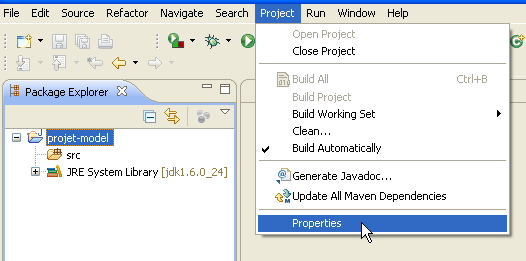 File Edit Source Refactor Navigate Search Project Run Window Help
Open Project
Close Project
Build All Ctrl+B
Build Project
Build Working Set
Clean...
Build Automatically
Generate Javadoc...
Update All Maven Dependencies
Properties
Package Explorer
projet-model
src
JRE System Library [jdk1.6.0_24]